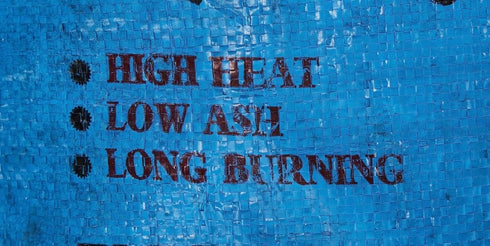 HIGH HEAT
LOW ASH
LONG BURNING